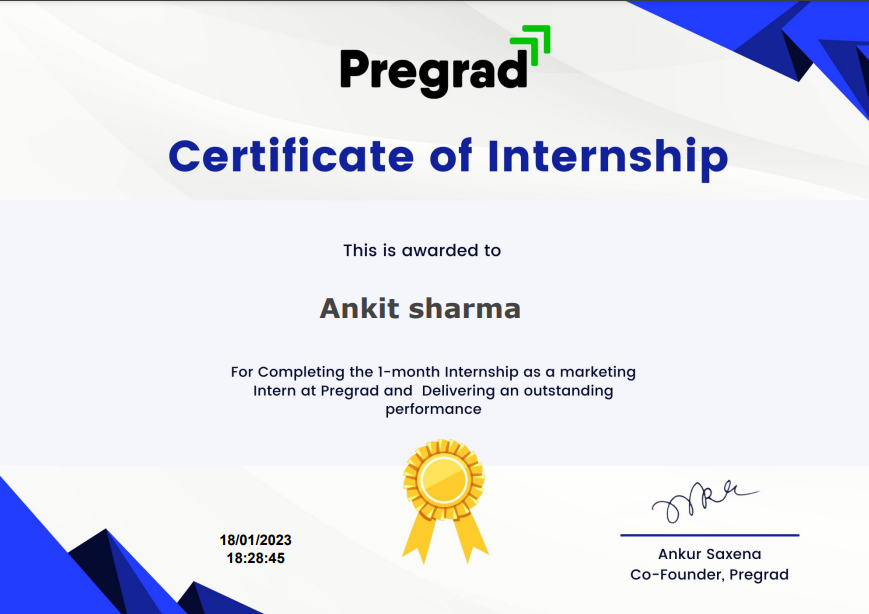 Pregrad
Certificate of Internship
This is awarded to
Ankit sharma
For Completing the 1-month Internship as a marketing
Intern at Pregrad and  Delivering an outstanding
performance
18/01/2023
18:28:45
Ankur Saxena
Co-Founder, Pregrad